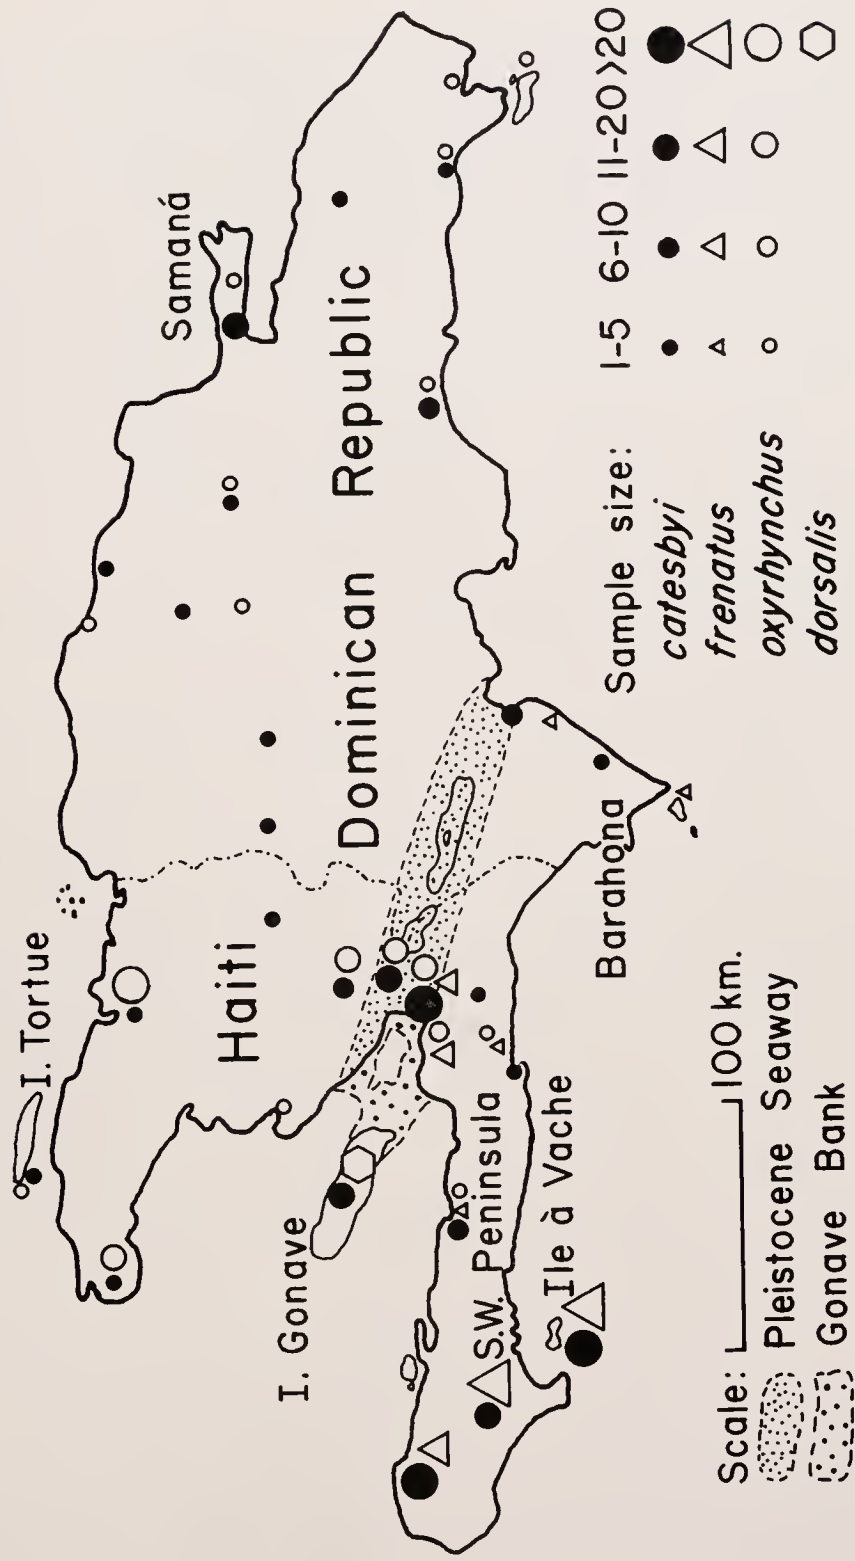 I. Tortue
Samaná
Haiti
Dominican Republic
I. Gonave
S.W. Peninsula
Ile à Vache
Barahona
Scale: 100 km.
Pleistocene Seaway
Gonave Bank
Sample size: 1-5 6-10 11-20 >20
catesbyi
frenatus
oxyrhynchus
dorsalis